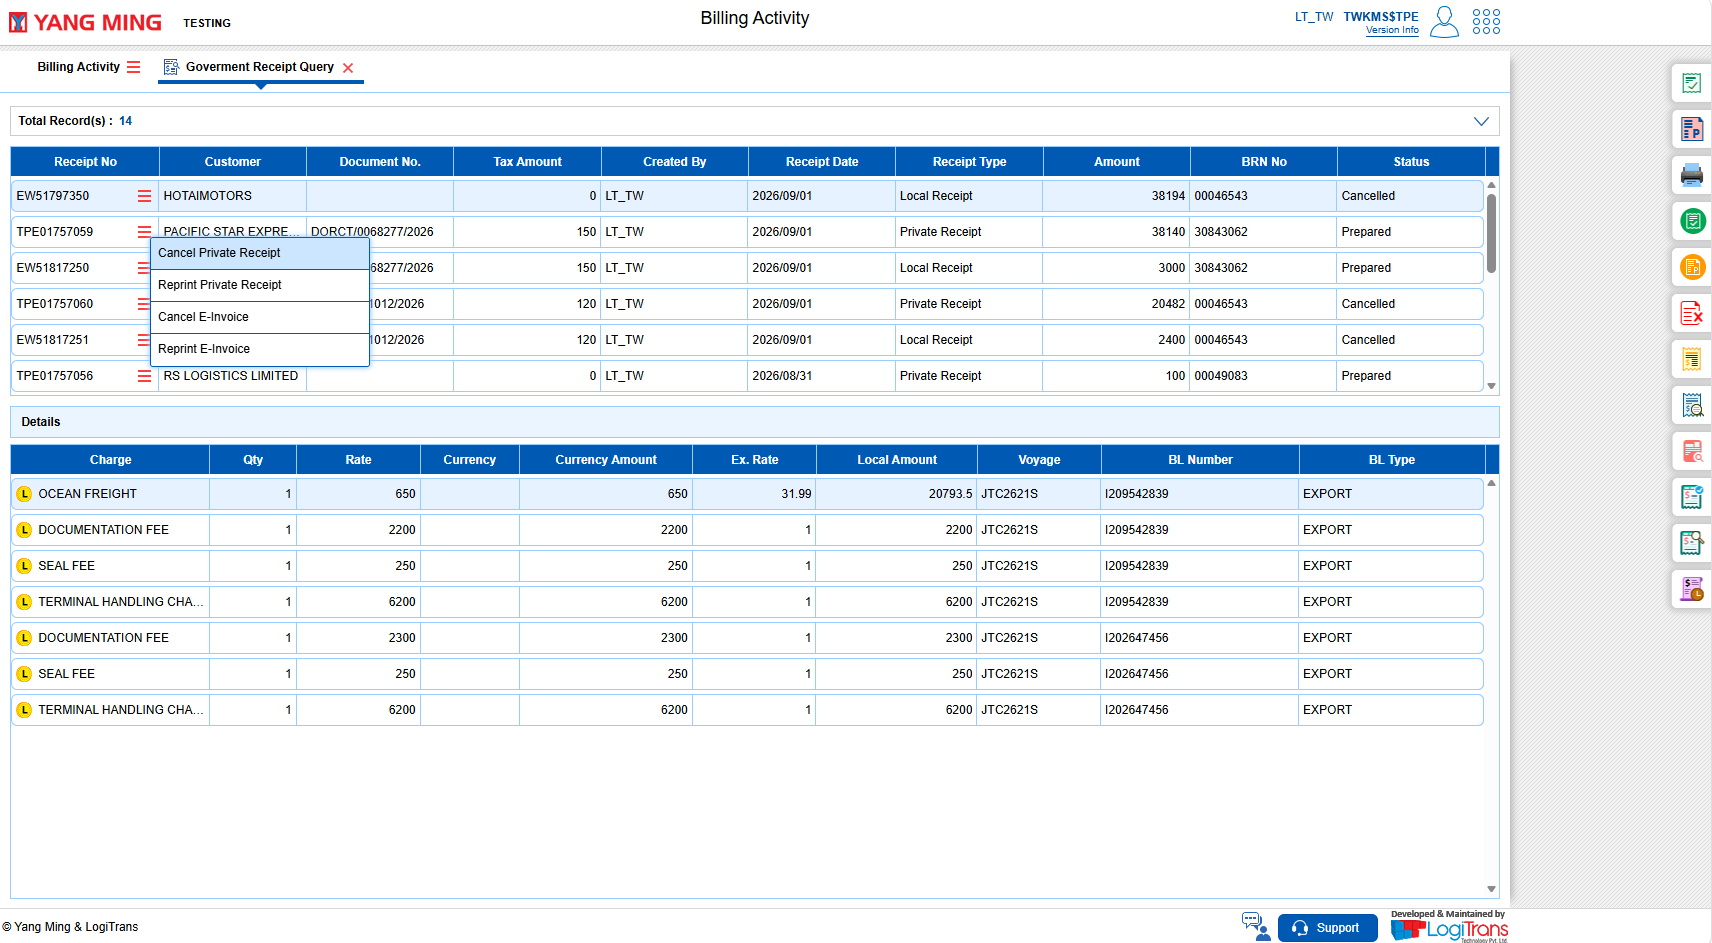 YANG MING TESTING Billing Activity LT_TW TWKMS$TPE
Version Info
Billing Activity Goverment Receipt Query
Total Record(s) : 14
Receipt No Customer Document No. Tax Amount Created By Receipt Date Receipt Type Amount BRN No Status
EW51797350 HOTAIMOTORS 0 LT_TW 2026/09/01 Local Receipt 38194 00046543 Cancelled
TPE01757059 PACIFIC STAR EXPRE... DORCT/0068277/2026 150 LT_TW 2026/09/01 Private Receipt 38140 30843062 Prepared
Cancel Private Receipt
EW51817250 68277/2026 150 LT_TW 2026/09/01 Local Receipt 3000 30843062 Prepared
Reprint Private Receipt
TPE01757060 1012/2026 120 LT_TW 2026/09/01 Private Receipt 20482 00046543 Cancelled
Cancel E-Invoice
EW51817251 1012/2026 120 LT_TW 2026/09/01 Local Receipt 2400 00046543 Cancelled
Reprint E-Invoice
TPE01757056 RS LOGISTICS LIMITED 0 LT_TW 2026/08/31 Private Receipt 100 00049083 Prepared
Details
Charge Qty Rate Currency Currency Amount Ex. Rate Local Amount Voyage BL Number BL Type
L OCEAN FREIGHT 1 650 650 31.99 20793.5 JTC2621S I209542839 EXPORT
L DOCUMENTATION FEE 1 2200 2200 1 2200 JTC2621S I209542839 EXPORT
L SEAL FEE 1 250 250 1 250 JTC2621S I209542839 EXPORT
L TERMINAL HANDLING CHA... 1 6200 6200 1 6200 JTC2621S I209542839 EXPORT
L DOCUMENTATION FEE 1 2300 2300 1 2300 JTC2621S I202647456 EXPORT
L SEAL FEE 1 250 250 1 250 JTC2621S I202647456 EXPORT
L TERMINAL HANDLING CHA... 1 6200 6200 1 6200 JTC2621S I202647456 EXPORT
© Yang Ming & LogiTrans Support Developed & Maintained by
LogiTrans
Technology Pvt. Ltd.